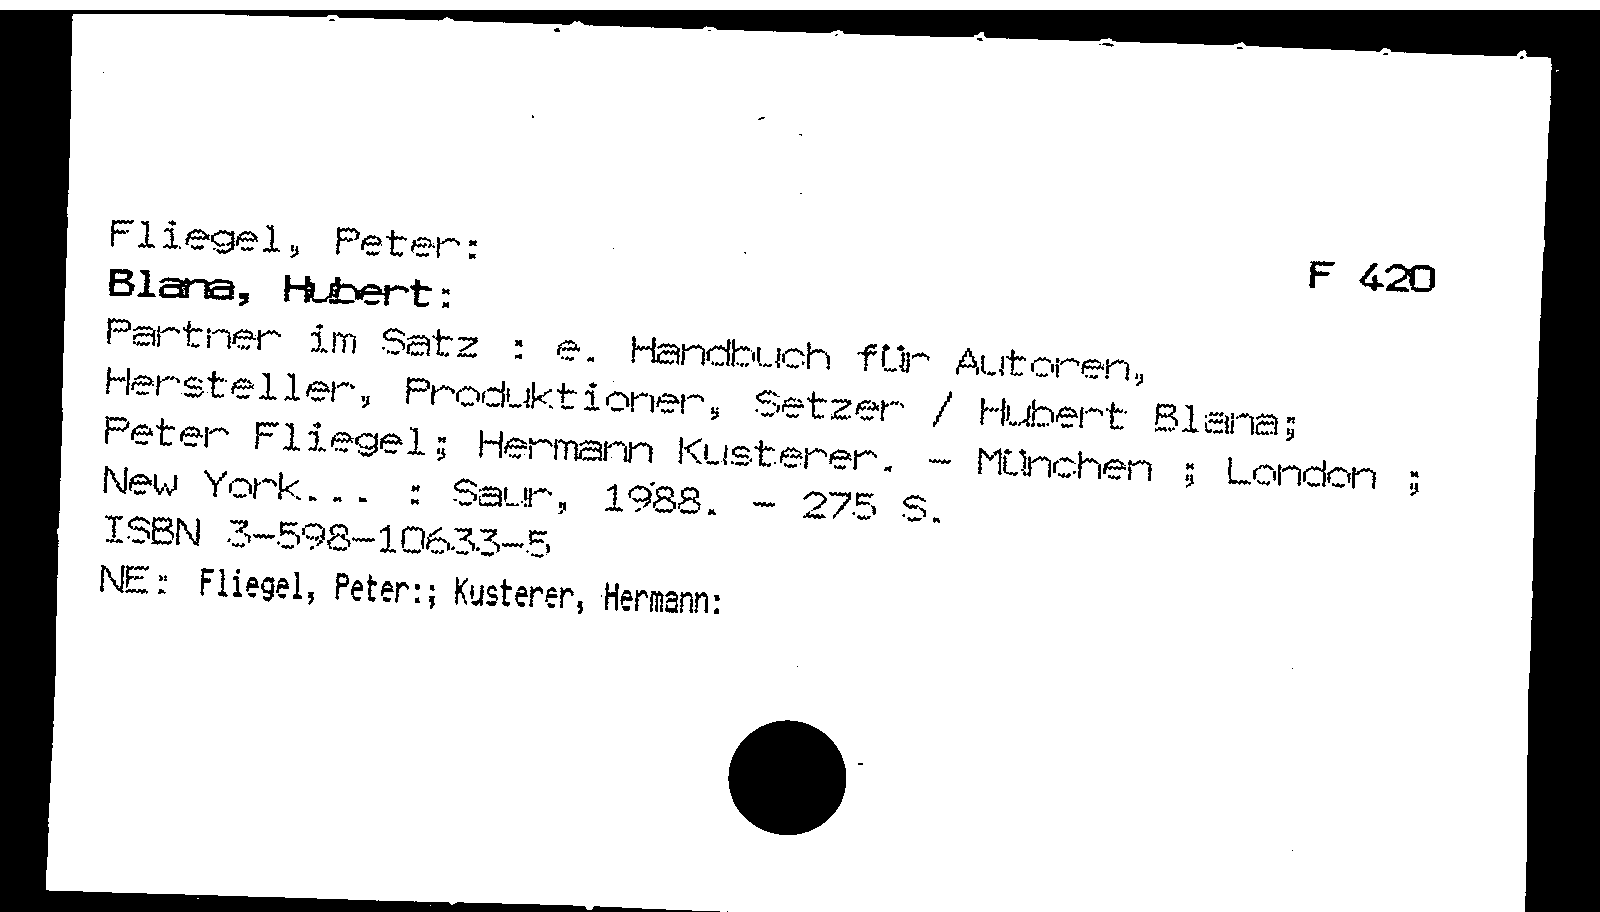 Fliegel, Peter:
F 420
Blana, Hubert:
Partner im Satz : e. Handbuch für Autoren,
Hersteller, Produktioner, Setzer / Hubert Blana;
Peter Fliegel; Hermann Kusterer. - München ; London ;
New York... : Saur, 1988. - 275 S.
ISBN 3-598-10633-5
NE: Fliegel, Peter:; Kusterer, Hermann: